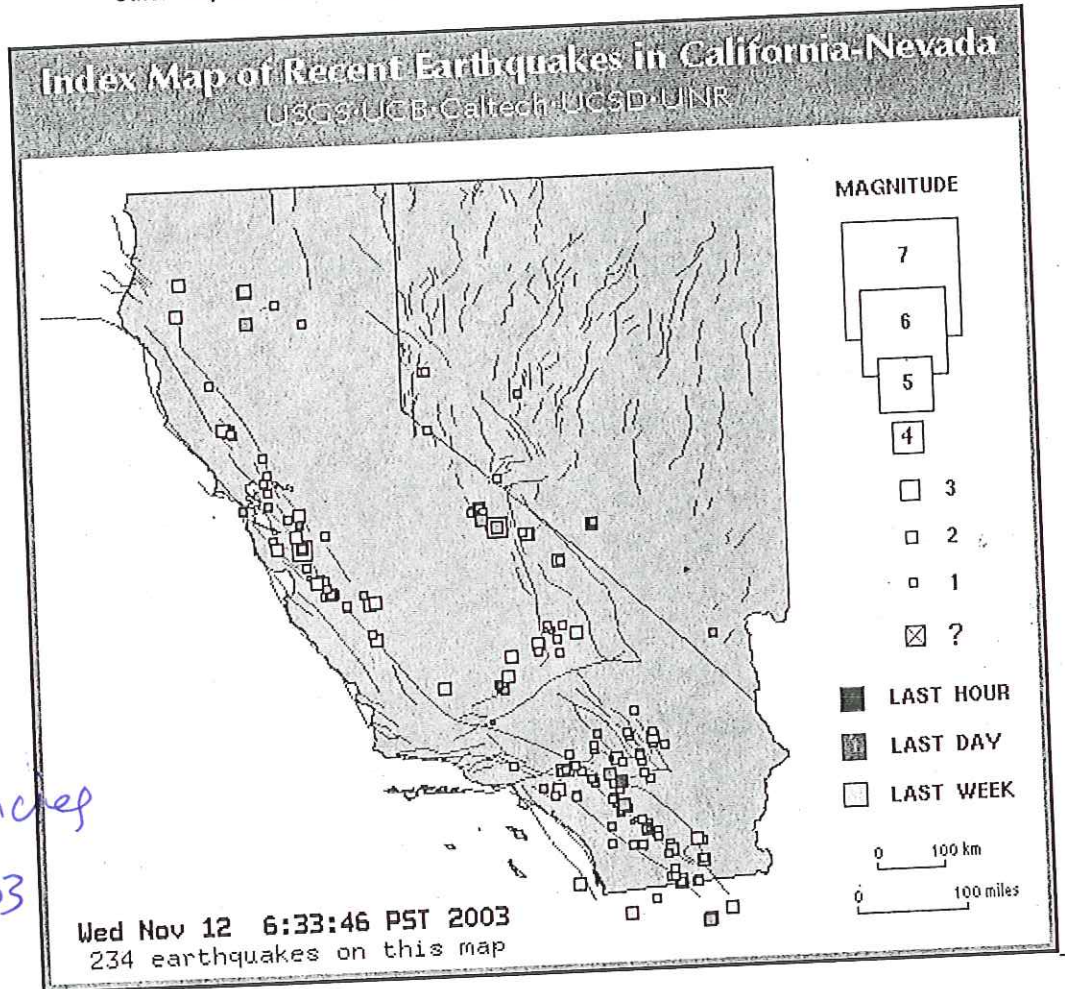 Index Map of Recent Earthquakes in California-Nevada
USGS·UCB·Caltech·UCSD·UNR
MAGNITUDE
7
6
5
4
3
2
1
?
LAST HOUR
LAST DAY
LAST WEEK
0 100 km
0 100 miles
Wed Nov 12 6:33:46 PST 2003
234 earthquakes on this map
03